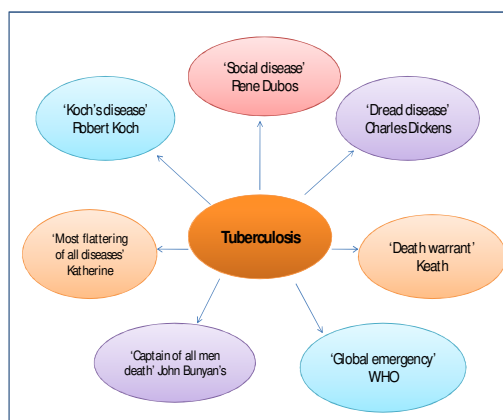 ‘Social disease’
Rene Dubos
‘Koch’s disease’
Robert Koch
‘Dread disease’
Charles Dickens
Tuberculosis
‘Most flattering
of all diseases’
Katherine
‘Death warrant’
Keath
‘Captain of all men
death’ John Bunyan’s
‘Global emergency’
WHO